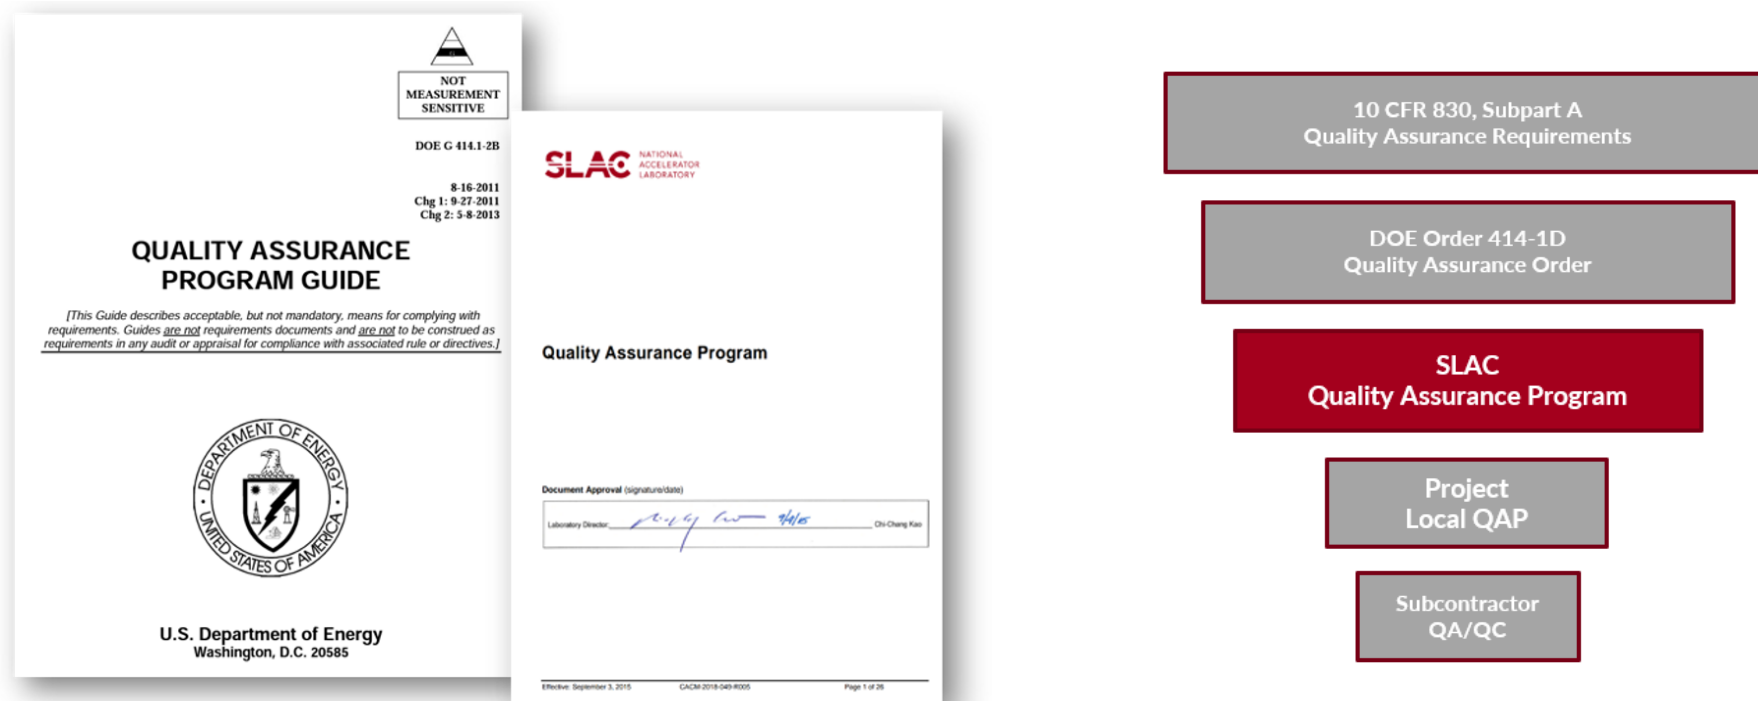 NOT
MEASUREMENT
SENSITIVE
DOE G 414.1-2B
8-16-2011
Chg 1: 9-27-2011
Chg 2: 5-8-2013
QUALITY ASSURANCE
PROGRAM GUIDE
[This Guide describes acceptable, but not mandatory, means for complying with
requirements. Guides are not requirements documents and are not to be construed as
requirements in any audit or appraisal for compliance with associated rule or directives.]
DEPARTMENT OF ENERGY
UNITED STATES OF AMERICA
U.S. Department of Energy
Washington, D.C. 20585
SLAC NATIONAL
ACCELERATOR
LABORATORY
Quality Assurance Program
Document Approval (signature/date)
Laboratory Director: Chi-Chang Kao
Effective: September 3, 2015 CACM-2018-049-R005 Page 1 of 26
10 CFR 830, Subpart A
Quality Assurance Requirements
DOE Order 414-1D
Quality Assurance Order
SLAC
Quality Assurance Program
Project
Local QAP
Subcontractor
QA/QC